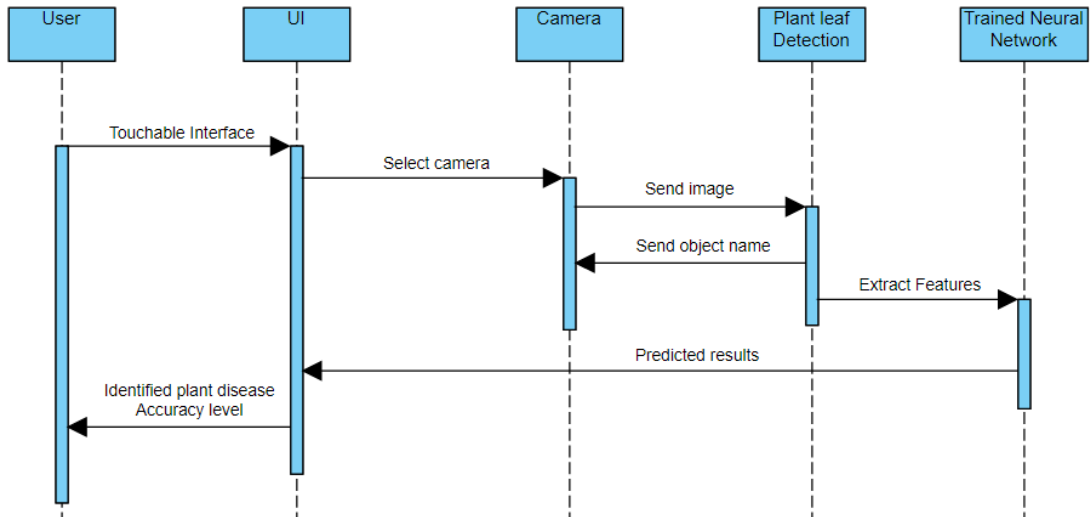 User
UI
Camera
Plant leaf
Detection
Trained Neural
Network
Touchable Interface
Select camera
Send image
Send object name
Extract Features
Predicted results
Identified plant disease
Accuracy level